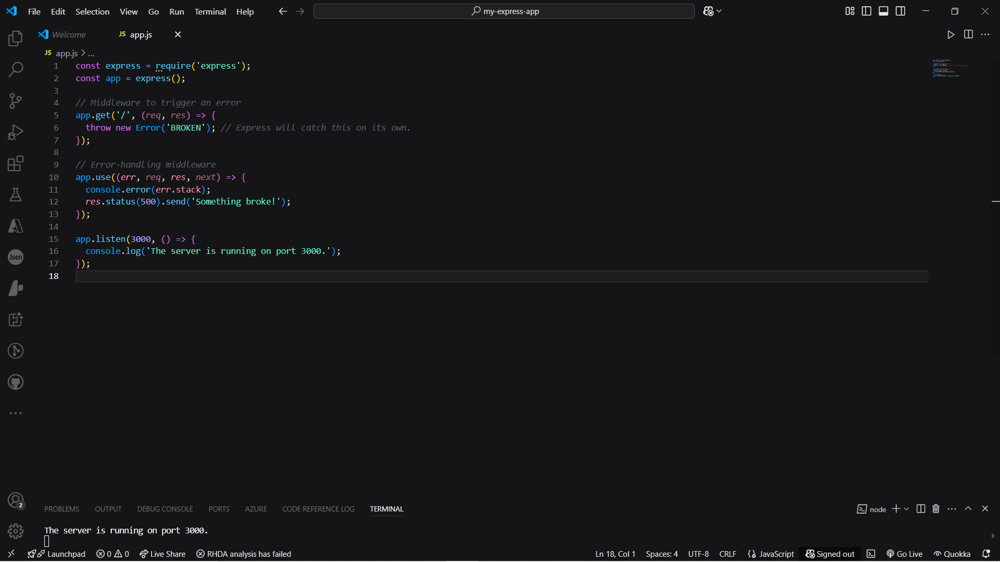 File Edit Selection View Go Run Terminal Help
my-express-app
Welcome
JS app.js
JS app.js > ...
1 const express = require('express');
2 const app = express();
3
4 // Middleware to trigger an error
5 app.get('/', (req, res) => {
6   throw new Error('BROKEN'); // Express will catch this on its own.
7 });
8
9 // Error-handling middleware
10 app.use((err, req, res, next) => {
11   console.error(err.stack);
12   res.status(500).send('Something broke!');
13 });
14
15 app.listen(3000, () => {
16   console.log('The server is running on port 3000.');
17 });
18
Json
2
PROBLEMS OUTPUT DEBUG CONSOLE PORTS AZURE CODE REFERENCE LOG TERMINAL
node
The server is running on port 3000.
Launchpad 0 0 Live Share RHDA analysis has failed
Ln 18, Col 1 Spaces: 4 UTF-8 CRLF {} JavaScript Signed out Go Live Quokka